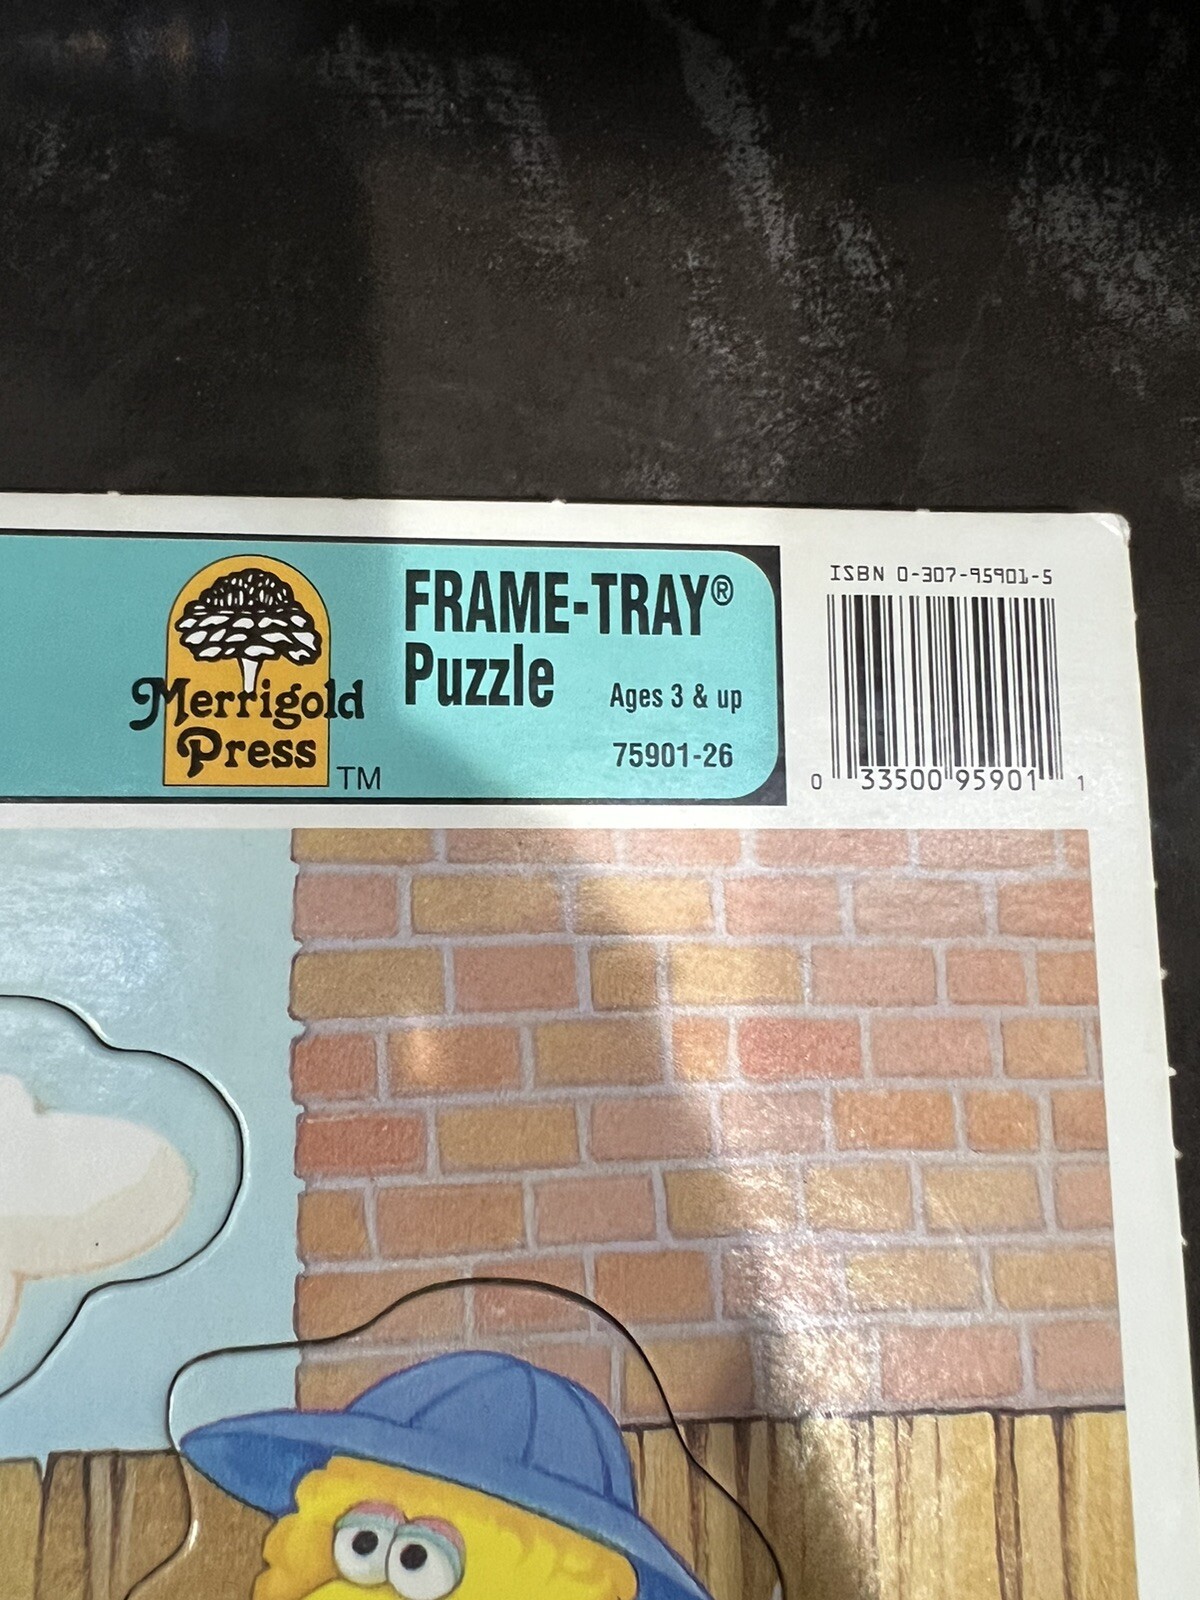 Merrigold
Press
TM
FRAME-TRAY®
Puzzle
Ages 3 & up
75901-26
ISBN 0-307-95901-5
0 33500 95901 1